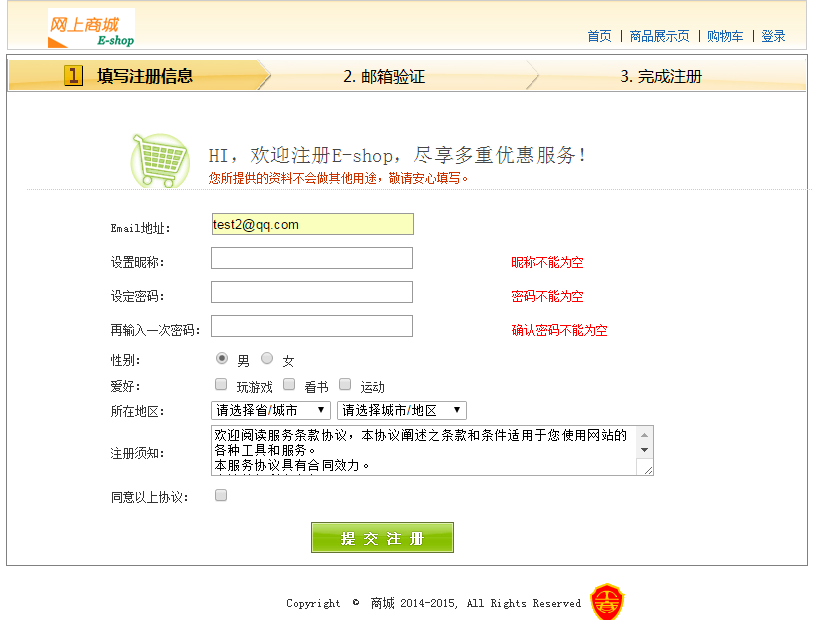 网上商城
E-shop
首页 | 商品展示页 | 购物车 | 登录
1 填写注册信息 2. 邮箱验证 3. 完成注册
HI, 欢迎注册E-shop, 尽享多重优惠服务!
您所提供的资料不会做其他用途, 敬请安心填写。
Email地址: test2@qq.com
设置昵称: 昵称不能为空
设定密码: 密码不能为空
再输入一次密码: 确认密码不能为空
性别: 男 女
爱好: 玩游戏 看书 运动
所在地区: 请选择省/城市 请选择城市/地区
注册须知: 欢迎阅读服务条款协议, 本协议阐述之条款和条件适用于您使用网站的
各种工具和服务。
本服务协议具有合同效力。
同意以上协议:
提 交 注 册
Copyright © 商城 2014-2015, All Rights Reserved